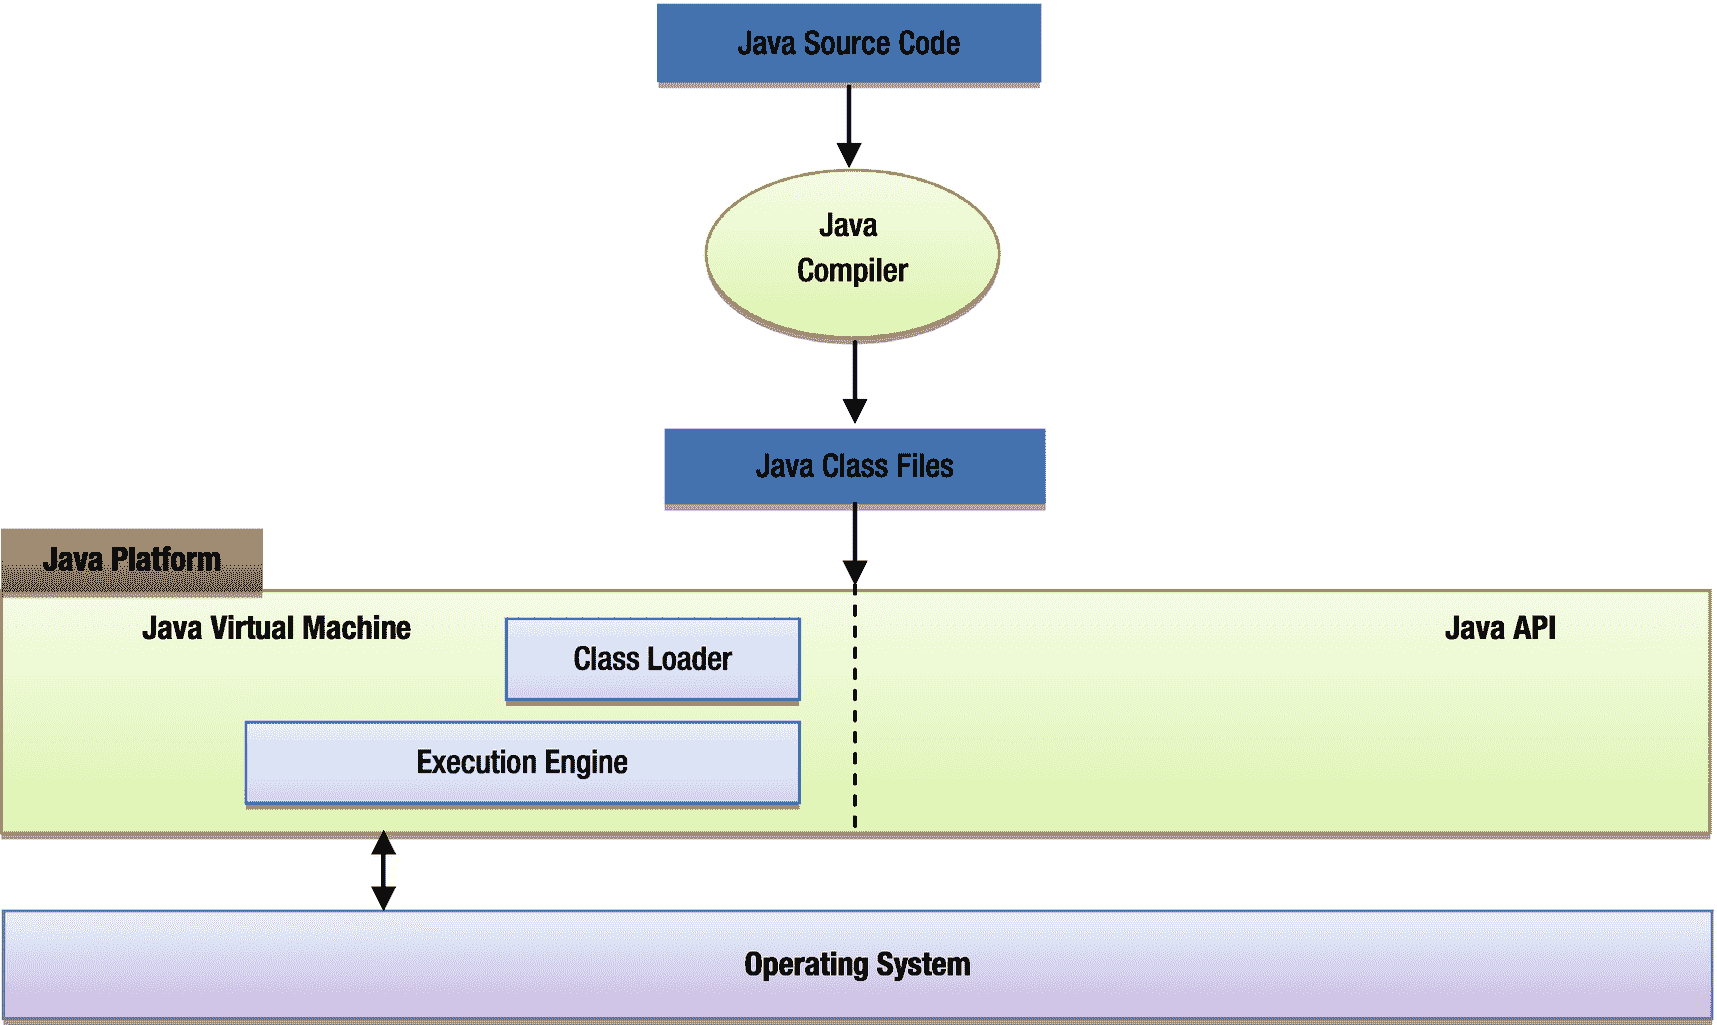 Java Source Code
Java
Compiler
Java Class Files
Java Platform
Java Virtual Machine
Java API
Class Loader
Execution Engine
Operating System